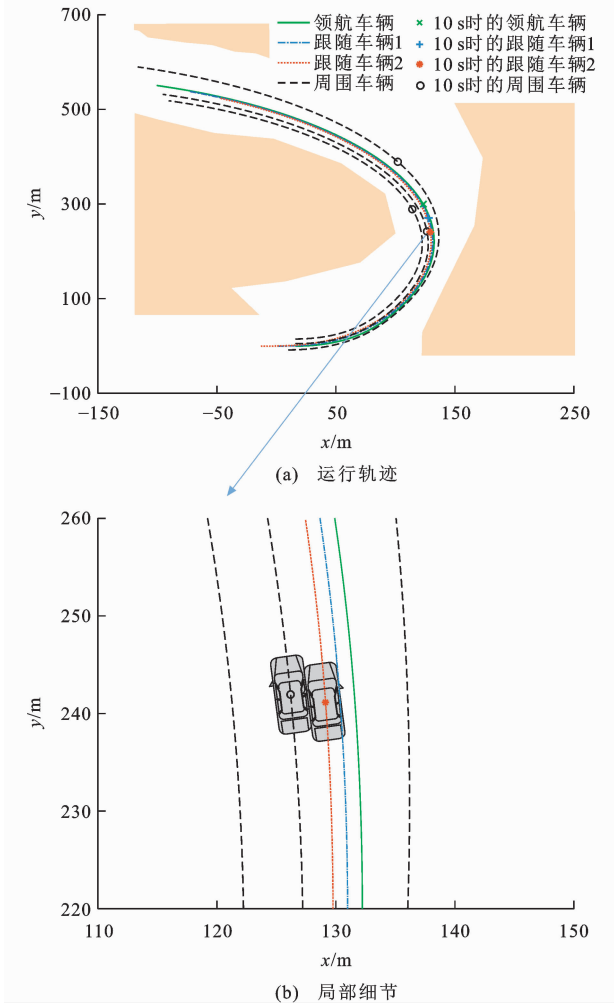 700
领航车辆 × 10 s时的领航车辆
跟随车辆1 + 10 s时的跟随车辆1
跟随车辆2 10 s时的跟随车辆2
周围车辆 10 s时的周围车辆
500
y/m
300
100
−100
−150 −50 50 150 250
x/m
(a) 运行轨迹
260
250
y/m
240
230
220
110 120 130 140 150
x/m
(b) 局部细节